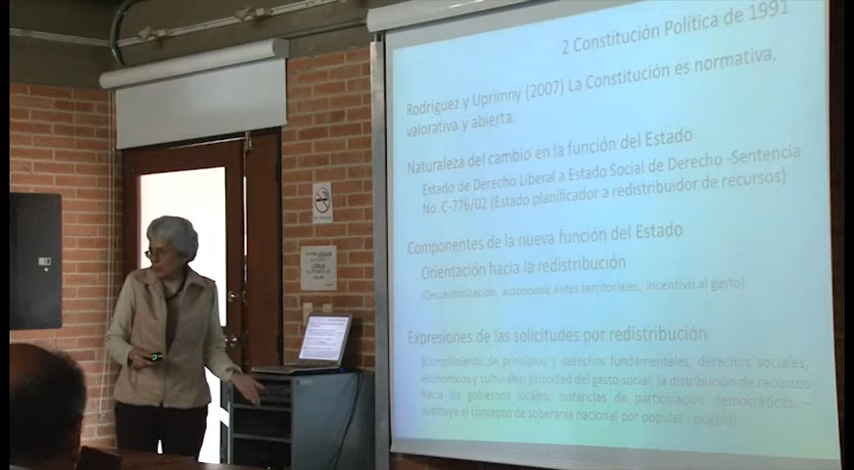 2 Constitución Política de 1991
Rodríguez y Uprimny (2007) La Constitución es normativa,
valorativa y abierta.
Naturaleza del cambio en la función del Estado
Estado de Derecho Liberal a Estado Social de Derecho -Sentencia
No. C-776/02 (Estado planificador a redistribuidor de recursos)
Componentes de la nueva función del Estado
Orientación hacia la redistribución
(Descentralización, autonomía entes territoriales, incentivo al gasto)
Expresiones de las solicitudes por redistribución
(Cumplimiento de principios y derechos fundamentales, derechos sociales,
económicos y culturales; prioridad del gasto social; la distribución de recursos
hacia los gobiernos locales; instancias de participación democráticas –
sustituye el concepto de soberanía nacional por popular - pueblo)